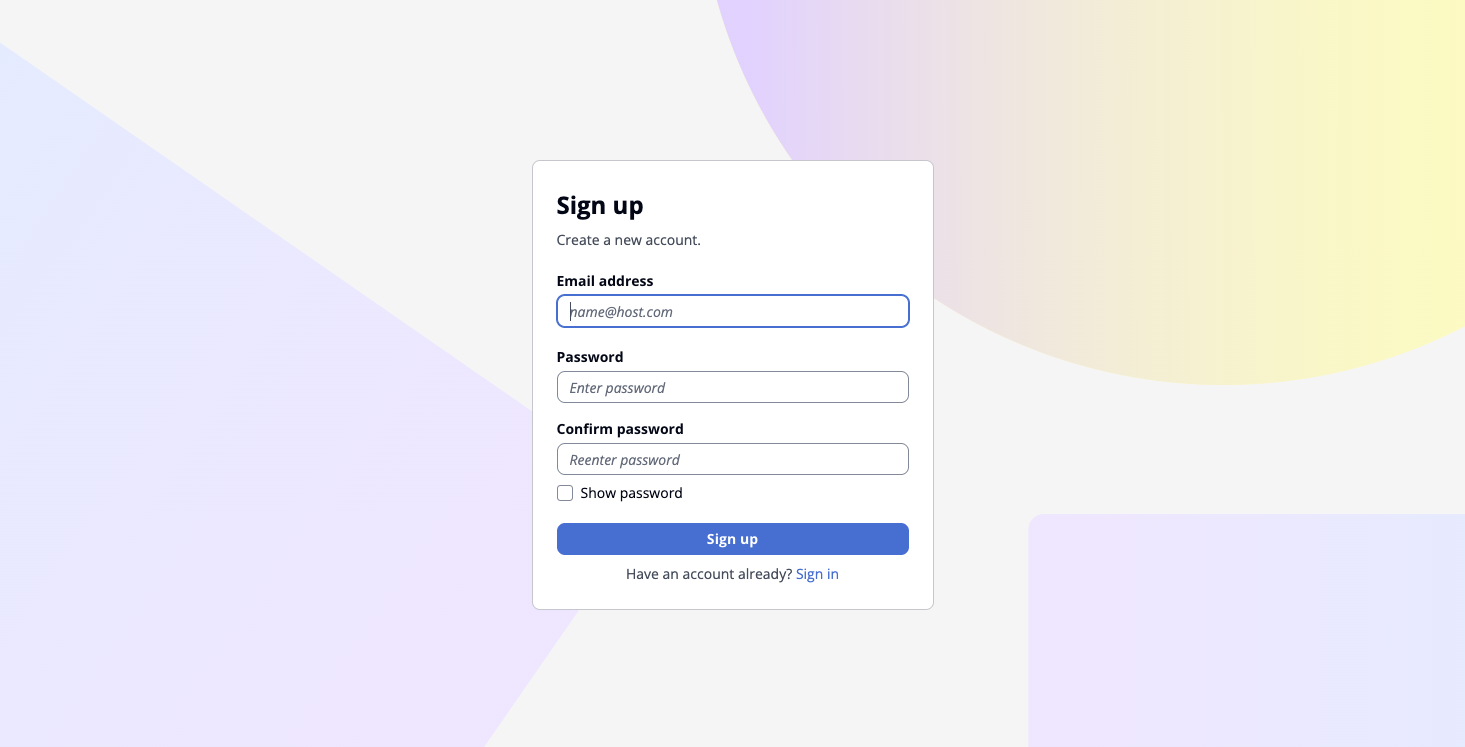 Sign up
Create a new account.
Email address
name@host.com
Password
Enter password
Confirm password
Reenter password
Show password
Sign up
Have an account already? Sign in